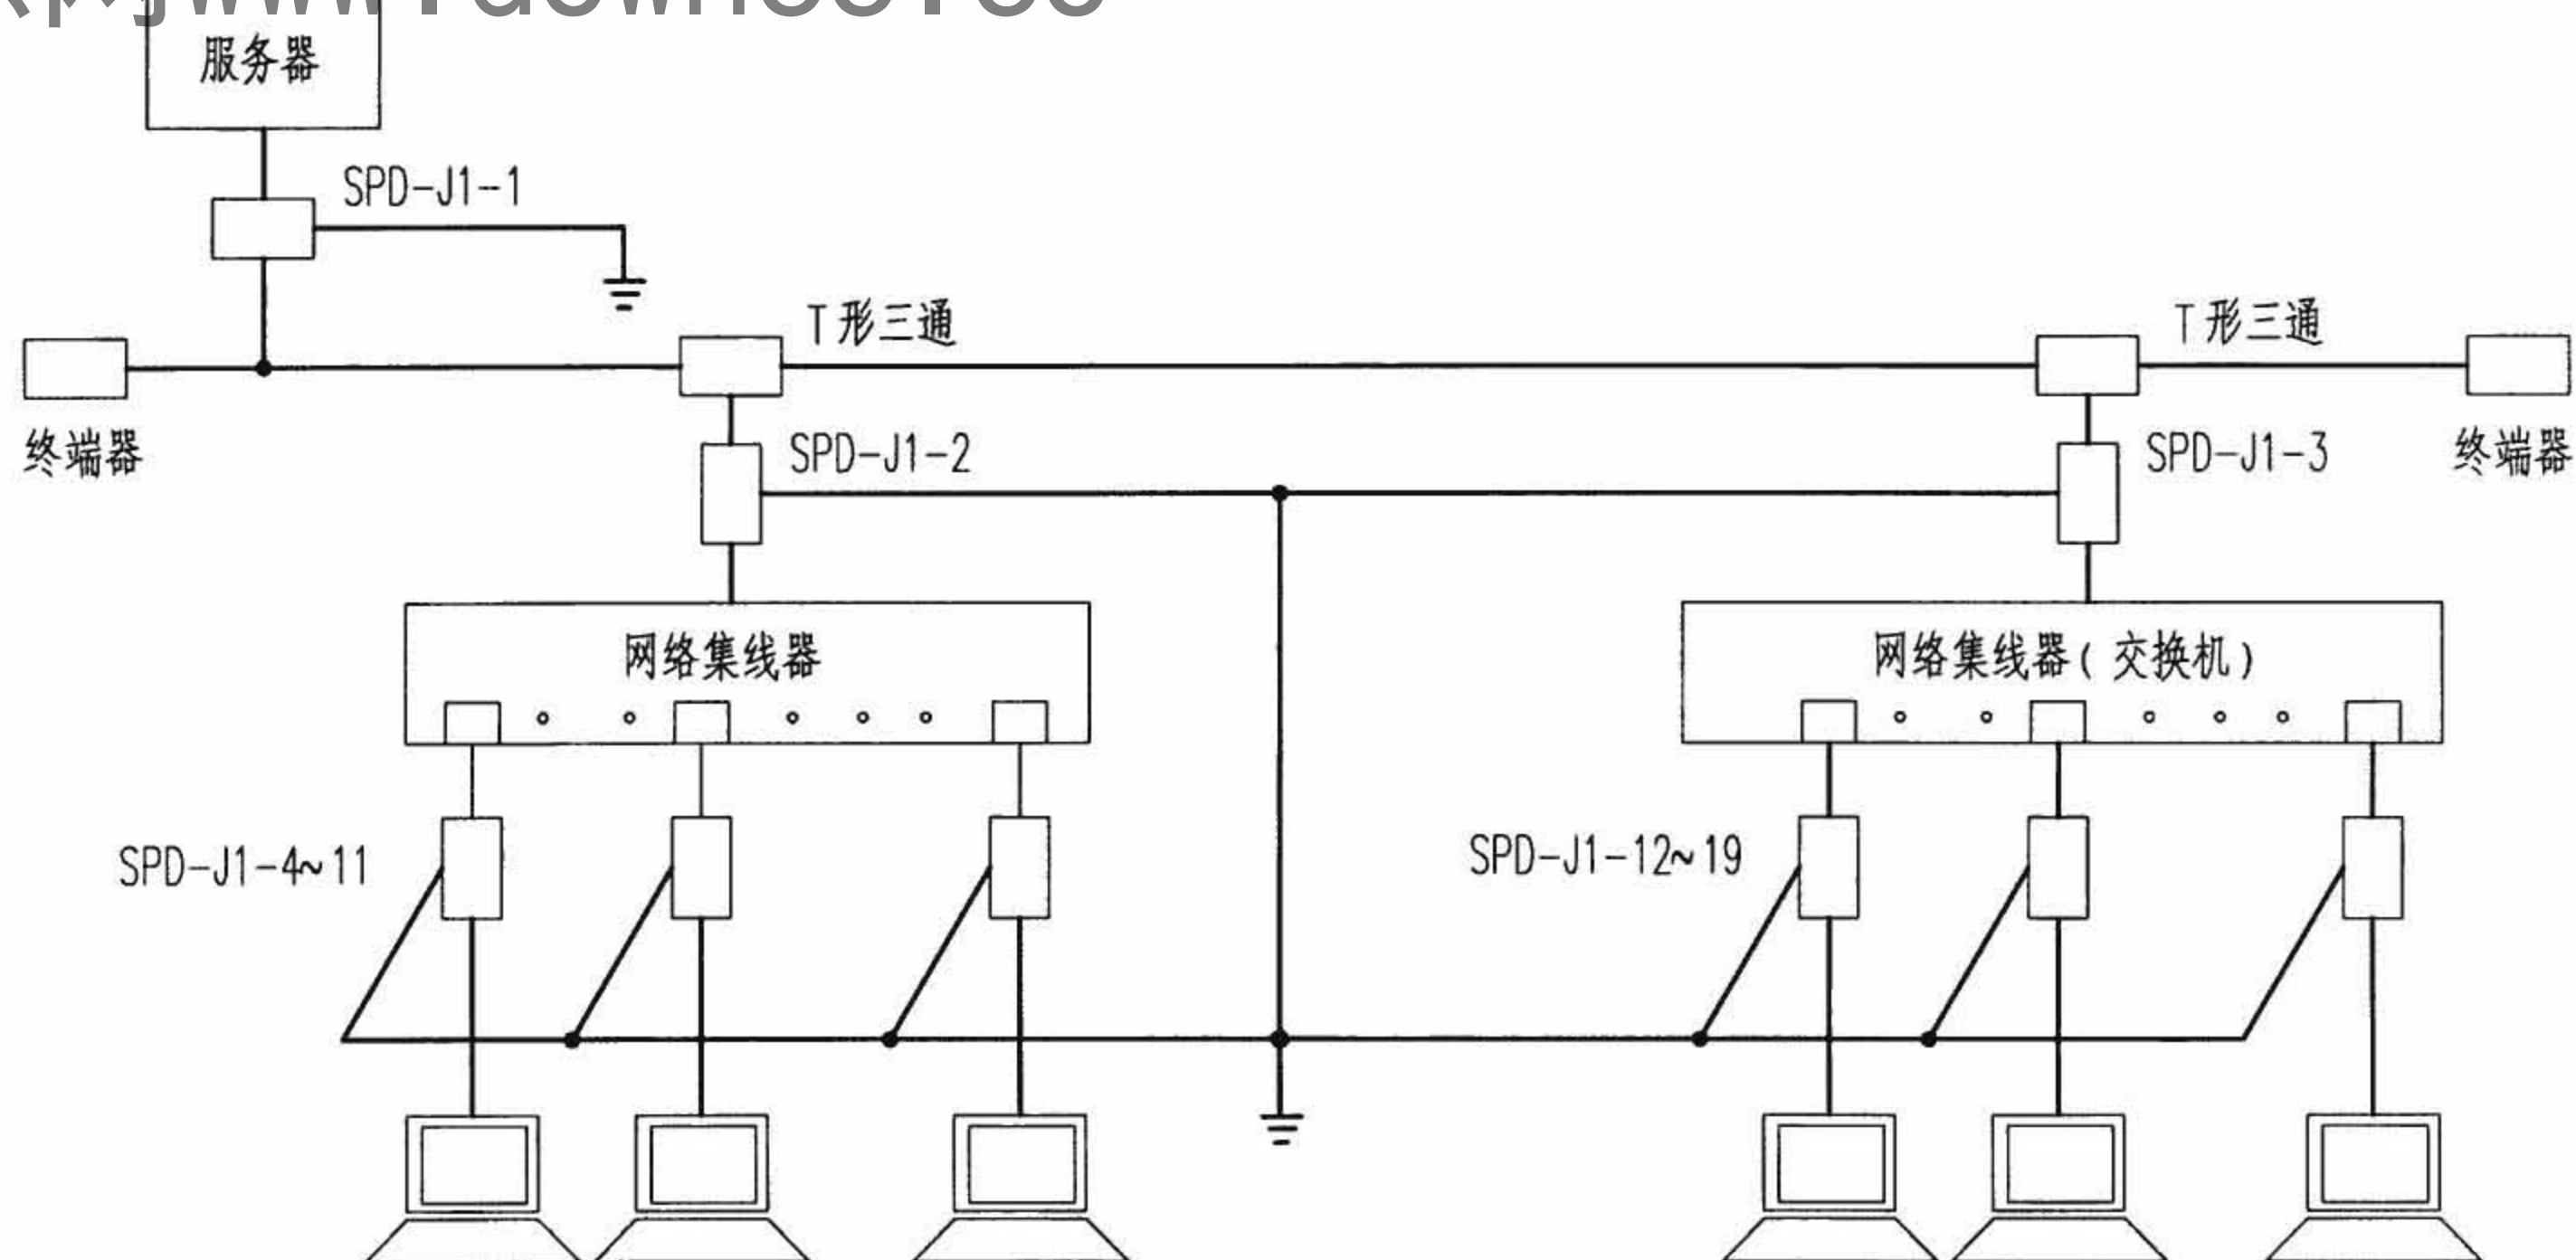 服务器
SPD-J1-1
T形三通
T形三通
终端器
SPD-J1-2
SPD-J1-3
终端器
网络集线器
网络集线器(交换机)
SPD-J1-4~11
SPD-J1-12~19